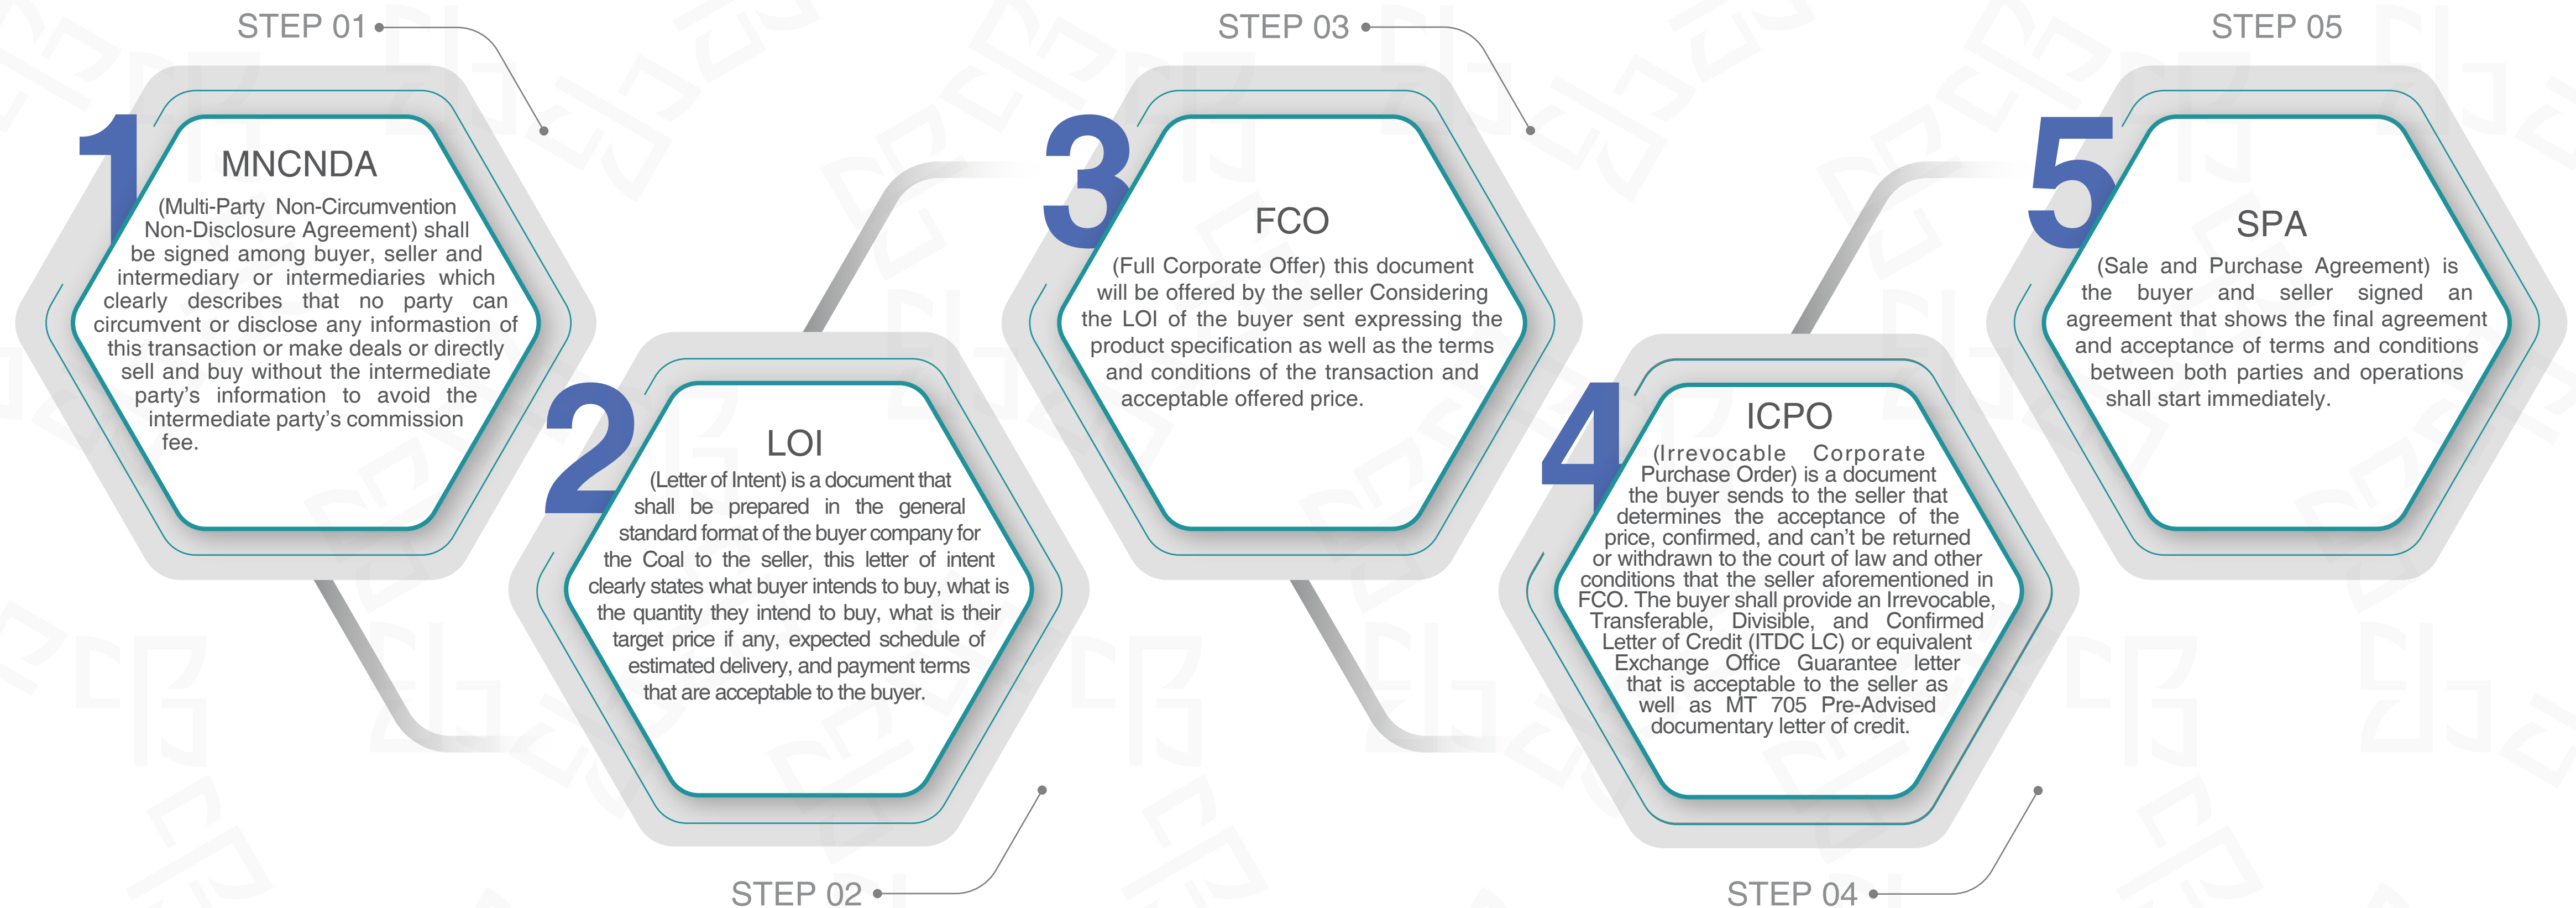 STEP 01
1
MNCNDA
(Multi-Party Non-Circumvention
Non-Disclosure Agreement) shall
be signed among buyer, seller and
intermediary or intermediaries which
clearly describes that no party can
circumvent or disclose any informastion of
this transaction or make deals or directly
sell and buy without the intermediate
party’s information to avoid the
intermediate party’s commission
fee.
2
LOI
(Letter of Intent) is a document that
shall be prepared in the general
standard format of the buyer company for
the Coal to the seller, this letter of intent
clearly states what buyer intends to buy, what is
the quantity they intend to buy, what is their
target price if any, expected schedule of
estimated delivery, and payment terms
that are acceptable to the buyer.
STEP 02
STEP 03
3
FCO
(Full Corporate Offer) this document
will be offered by the seller Considering
the LOI of the buyer sent expressing the
product specification as well as the terms
and conditions of the transaction and
acceptable offered price.
4
ICPO
(Irrevocable Corporate
Purchase Order) is a document
the buyer sends to the seller that
determines the acceptance of the
price, confirmed, and can’t be returned
or withdrawn to the court of law and other
conditions that the seller aforementioned in
FCO. The buyer shall provide an Irrevocable,
Transferable, Divisible, and Confirmed
Letter of Credit (ITDC LC) or equivalent
Exchange Office Guarantee letter
that is acceptable to the seller as
well as MT 705 Pre-Advised
documentary letter of credit.
STEP 04
STEP 05
5
SPA
(Sale and Purchase Agreement) is
the buyer and seller signed an
agreement that shows the final agreement
and acceptance of terms and conditions
between both parties and operations
shall start immediately.